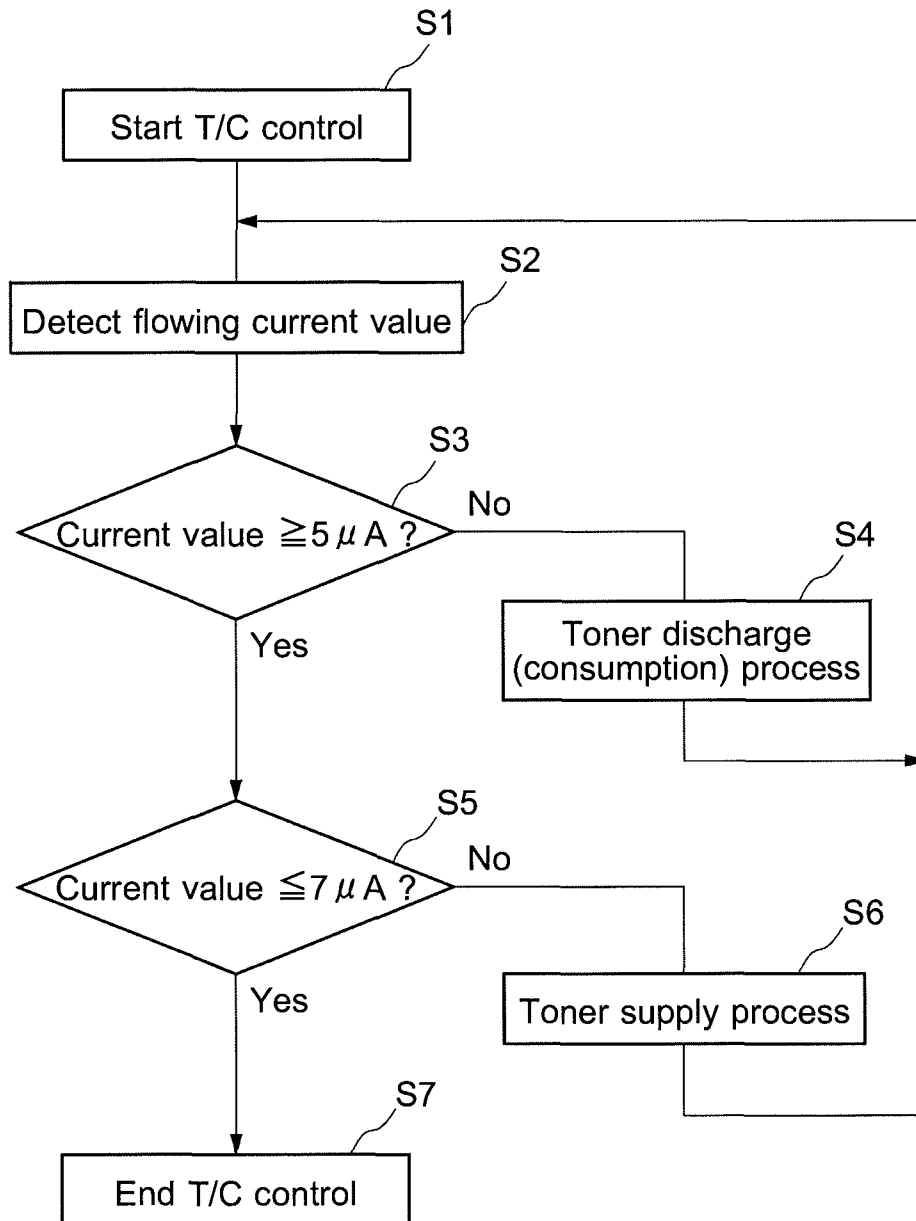 S1
Start T/C control
S2
Detect flowing current value
S3
Current value ≧5 μA ?
No
S4
Toner discharge
(consumption) process
Yes
S5
Current value ≦7 μA ?
No
S6
Toner supply process
Yes
S7
End T/C control